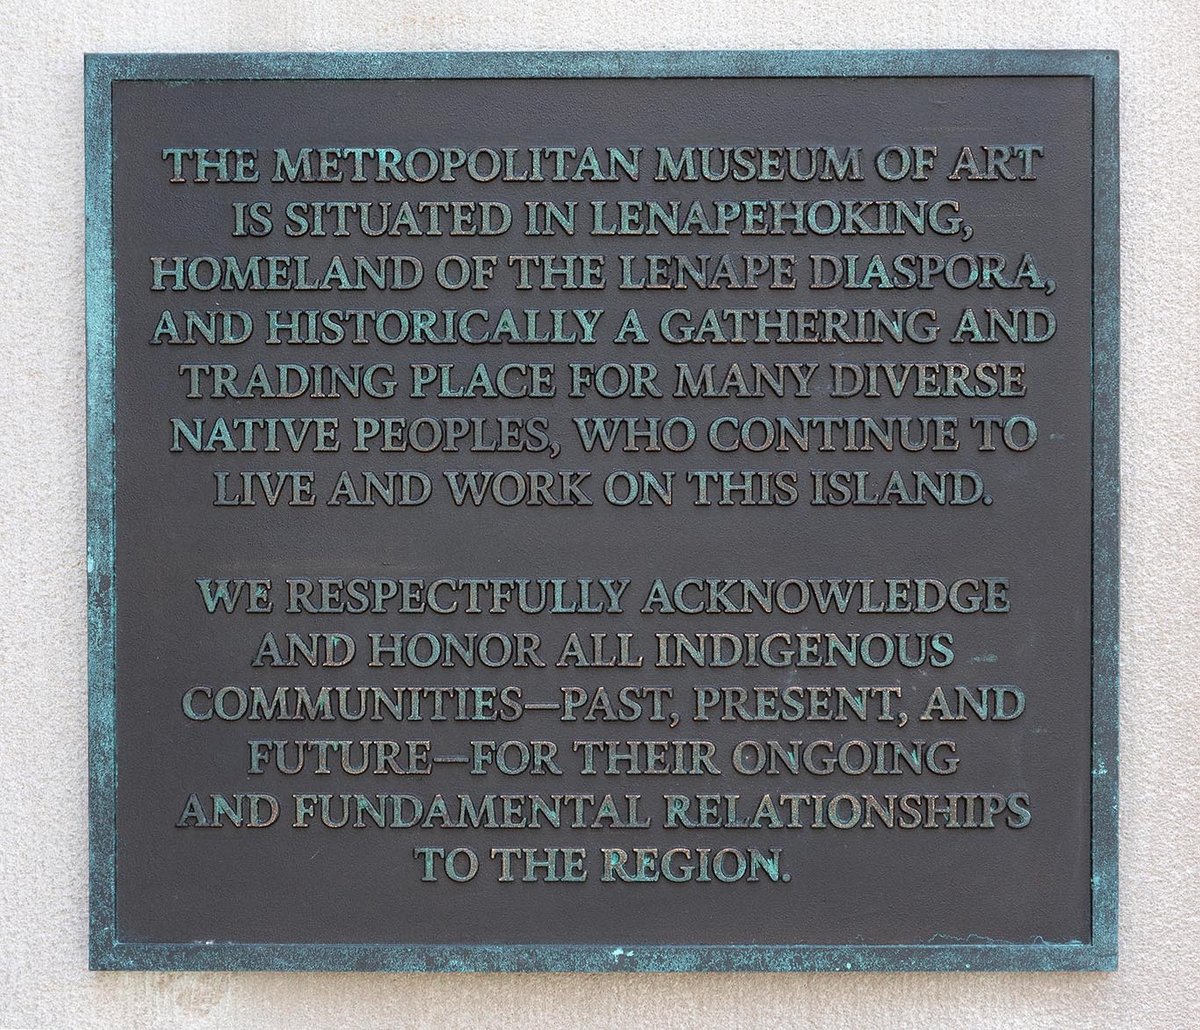 THE METROPOLITAN MUSEUM OF ART
IS SITUATED IN LENAPEHOKING,
HOMELAND OF THE LENAPE DIASPORA,
AND HISTORICALLY A GATHERING AND
TRADING PLACE FOR MANY DIVERSE
NATIVE PEOPLES, WHO CONTINUE TO
LIVE AND WORK ON THIS ISLAND.
WE RESPECTFULLY ACKNOWLEDGE
AND HONOR ALL INDIGENOUS
COMMUNITIES—PAST, PRESENT, AND
FUTURE—FOR THEIR ONGOING
AND FUNDAMENTAL RELATIONSHIPS
TO THE REGION.